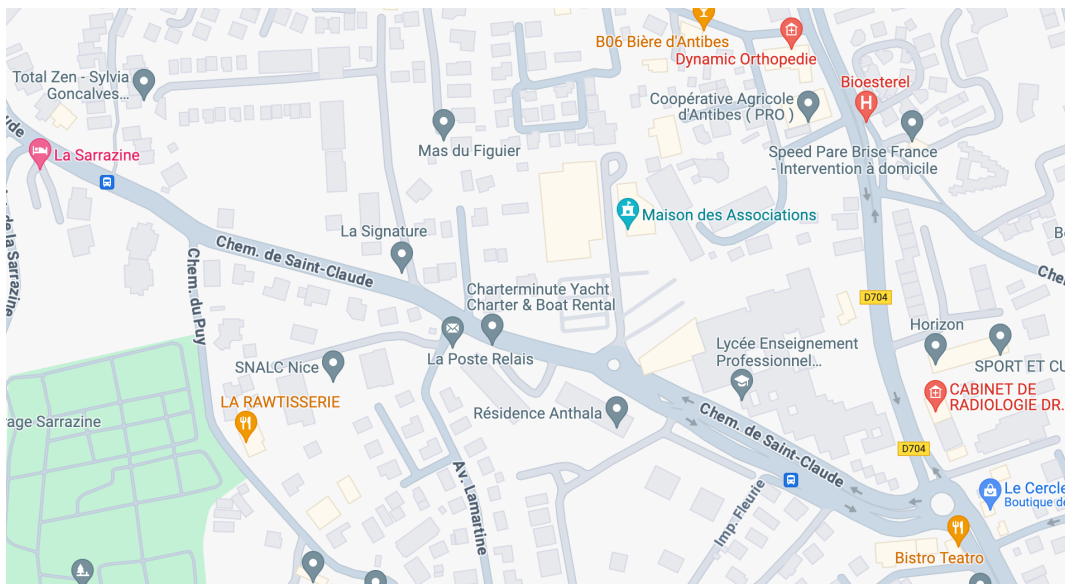 B06 Bière d'Antibes
Dynamic Orthopedie
Total Zen - Sylvia
Goncalves...
Bioesterel
H
Coopérative Agricole
d'Antibes ( PRO )
Mas du Figuier
Speed Pare Brise France
- Intervention à domicile
La Sarrazine
Maison des Associations
La Signature
Chem. de Saint-Claude
de la Sarrazine
Chem. du Puy
Charterminute Yacht
Charter & Boat Rental
D704
Horizon
La Poste Relais
Lycée Enseignement
Professionnel...
SNALC Nice
SPORT ET CU
CABINET DE
RADIOLOGIE DR.
LA RAWTISSERIE
Résidence Anthala
rage Sarrazine
Chem. de Saint-Claude
D704
Av. Lamartine
Imp. Fleurie
Le Cercle
Boutique de
Bistro Teatro